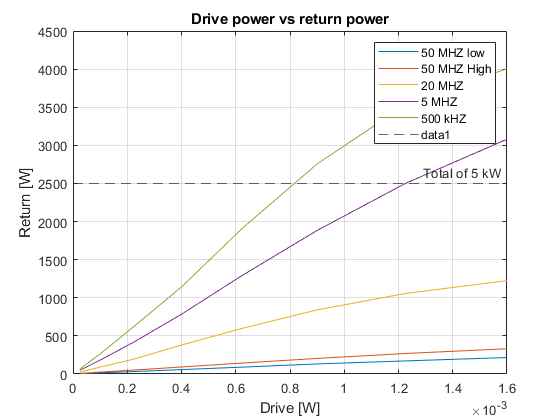 Drive power vs return power
4500
4000
3500
3000
2500
2000
1500
1000
500
0
Return [W]
50 MHZ low
50 MHZ High
20 MHZ
5 MHZ
500 kHZ
data1
Total of 5 kW
0 0.2 0.4 0.6 0.8 1 1.2 1.4 1.6
Drive [W]
×10⁻³